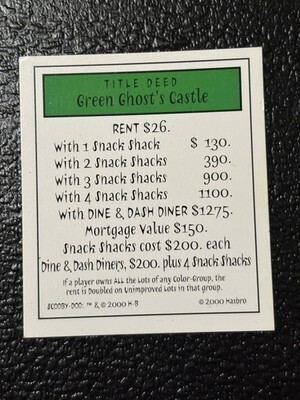 TITLE DEED
Green Ghost's Castle
RENT $26.
With 1 Snack Shack $ 130.
With 2 Snack Shacks 390.
With 3 Snack Shacks 900.
With 4 Snack Shacks 1100.
With DINE & DASH DINER $1275.
Mortgage Value $150.
Snack Shacks cost $200. each
Dine & Dash Diners, $200. plus 4 Snack Shacks
If a player owns ALL the Lots of any Color-Group, the
rent is Doubled on Unimproved Lots in that group.
SCOOBY-DOO: ™ & © 2000 H-B © 2000 Hasbro